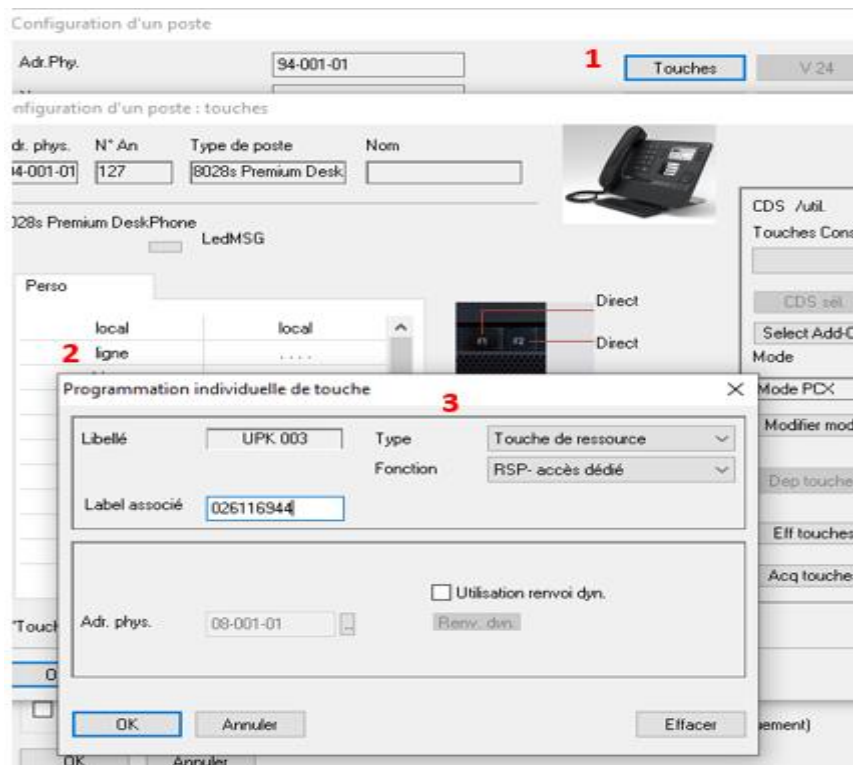 Configuration d'un poste
Adr.Phy. 94-001-01 1 Touches V 24
nfiguration d'un poste : touches
dr. phys. N° An Type de poste Nom
4-001-01 127 8028s Premium Desk
028s Premium DeskPhone
LedMSG
CDS /util.
Touches Cons
Perso
CDS sél.
Select Add-O
Mode
local local
2 ligne ....
F1 F2
Direct
Direct
Mode PCX
Modifier mod
Dep touche
Eff touches
Acq touche
Programmation individuelle de touche
3
Libellé UPK 003 Type Touche de ressource
Fonction RSP- accès dédié
Label associé 026116944
Utilisation renvoi dyn.
Adr. phys. 08-001-01 .. Renv. dyn.
"Touch
O
OK Annuler Effacer
ement)
OK Annuler